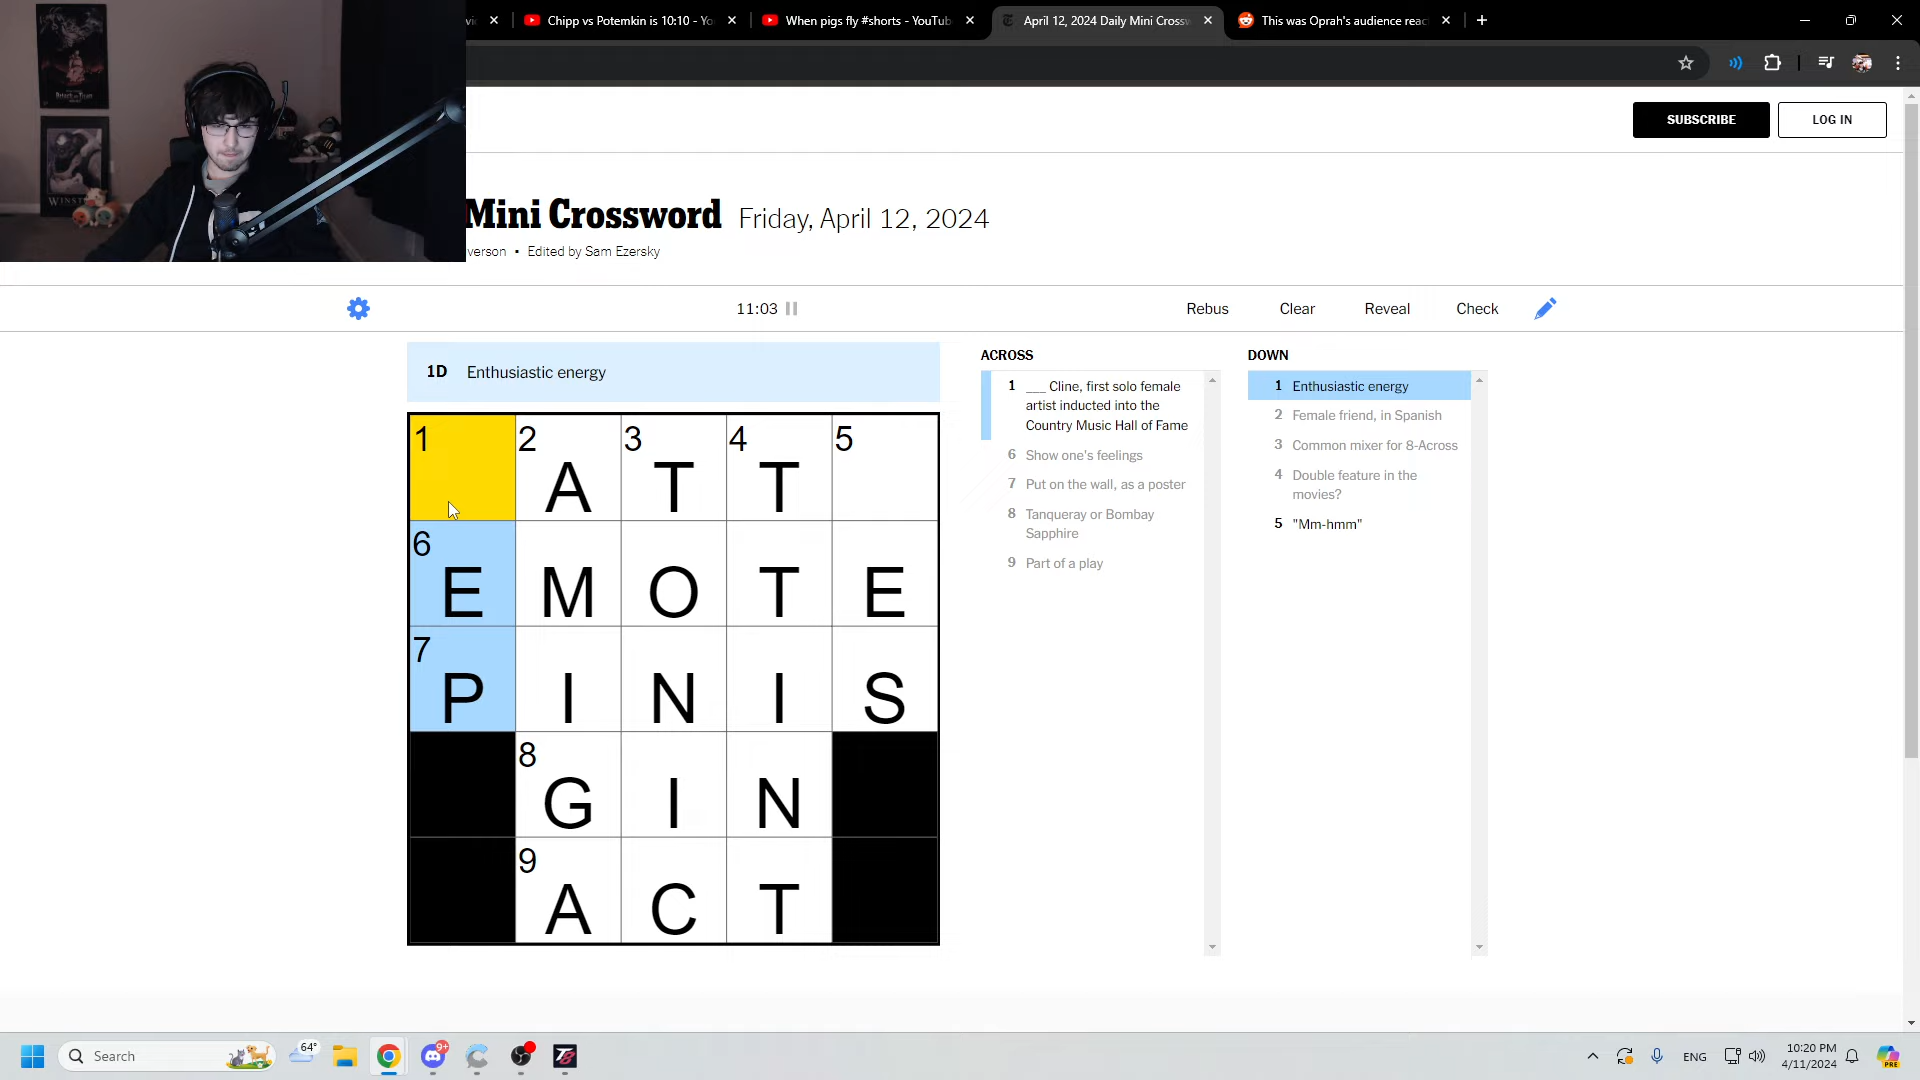 Chipp vs Potemkin is 10:10 - Yo
When pigs fly #shorts - YouTub
April 12, 2024 Daily Mini Crossw
This was Oprah's audience reac
SUBSCRIBE
LOG IN
Mini Crossword Friday, April 12, 2024
verson • Edited by Sam Ezersky
11:03
Rebus
Clear
Reveal
Check
1D Enthusiastic energy
1 2 A 3 T 4 T 5
6 E M O T E
7 P I N I S
8 G I N
9 A C T
ACROSS
1 ___ Cline, first solo female
artist inducted into the
Country Music Hall of Fame
6 Show one's feelings
7 Put on the wall, as a poster
8 Tanqueray or Bombay
Sapphire
9 Part of a play
DOWN
1 Enthusiastic energy
2 Female friend, in Spanish
3 Common mixer for 8-Across
4 Double feature in the
movies?
5 "Mm-hmm"
Search
64°
9+
ENG
10:20 PM
4/11/2024
PRE